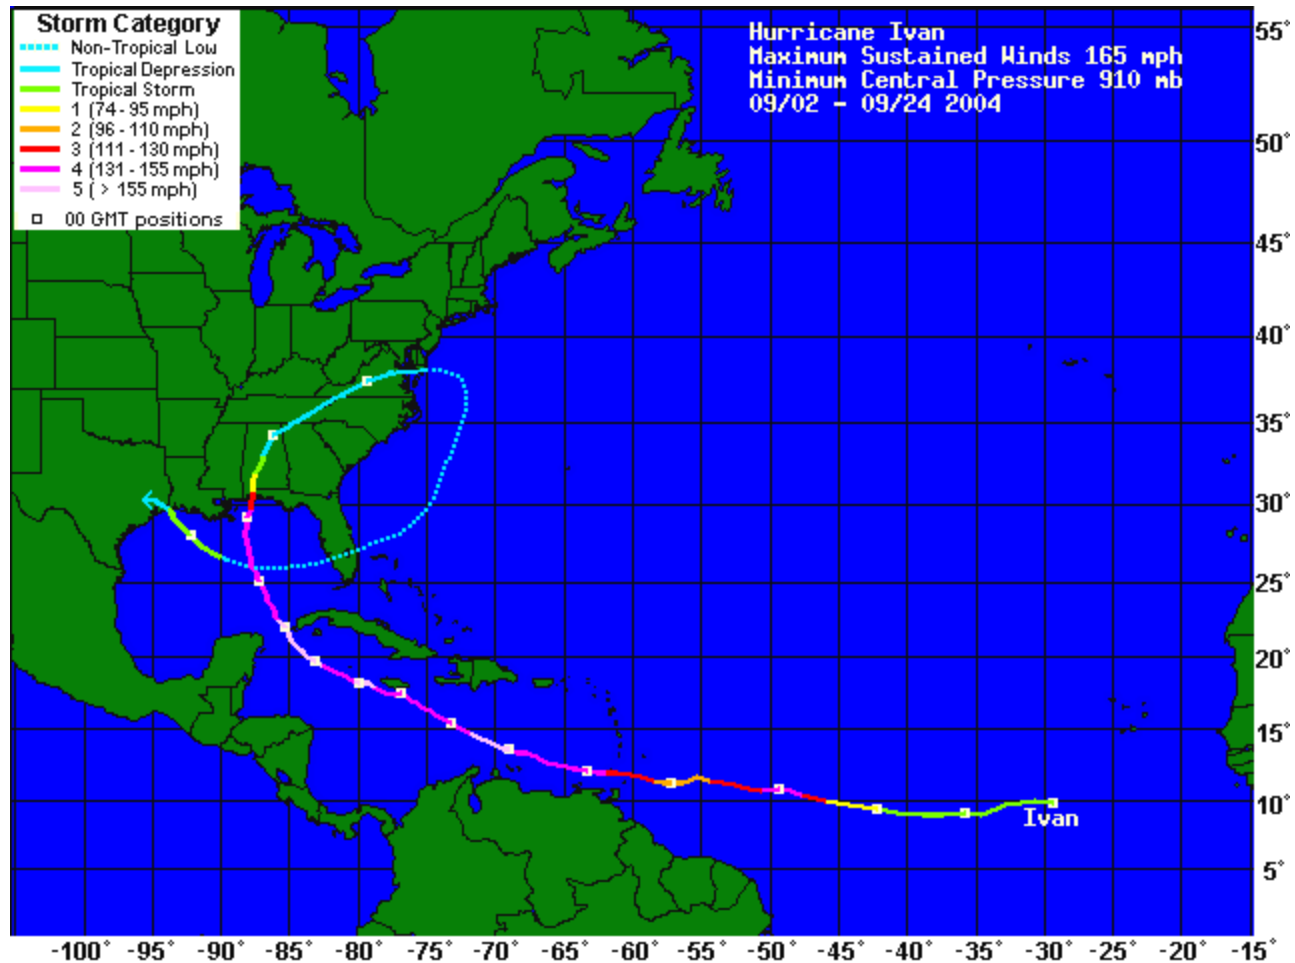 Storm Category
Non-Tropical Low
Tropical Depression
Tropical Storm
1 (74 - 95 mph)
2 (96 - 110 mph)
3 (111 - 130 mph)
4 (131 - 155 mph)
5 ( > 155 mph)
00 GMT positions
Hurricane Ivan
Maximum Sustained Winds 165 mph
Minimum Central Pressure 910 mb
09/02 - 09/24 2004
55°
50°
45°
40°
35°
30°
25°
20°
15°
10°
5°
Ivan
-100° -95° -90° -85° -80° -75° -70° -65° -60° -55° -50° -45° -40° -35° -30° -25° -20° -15°